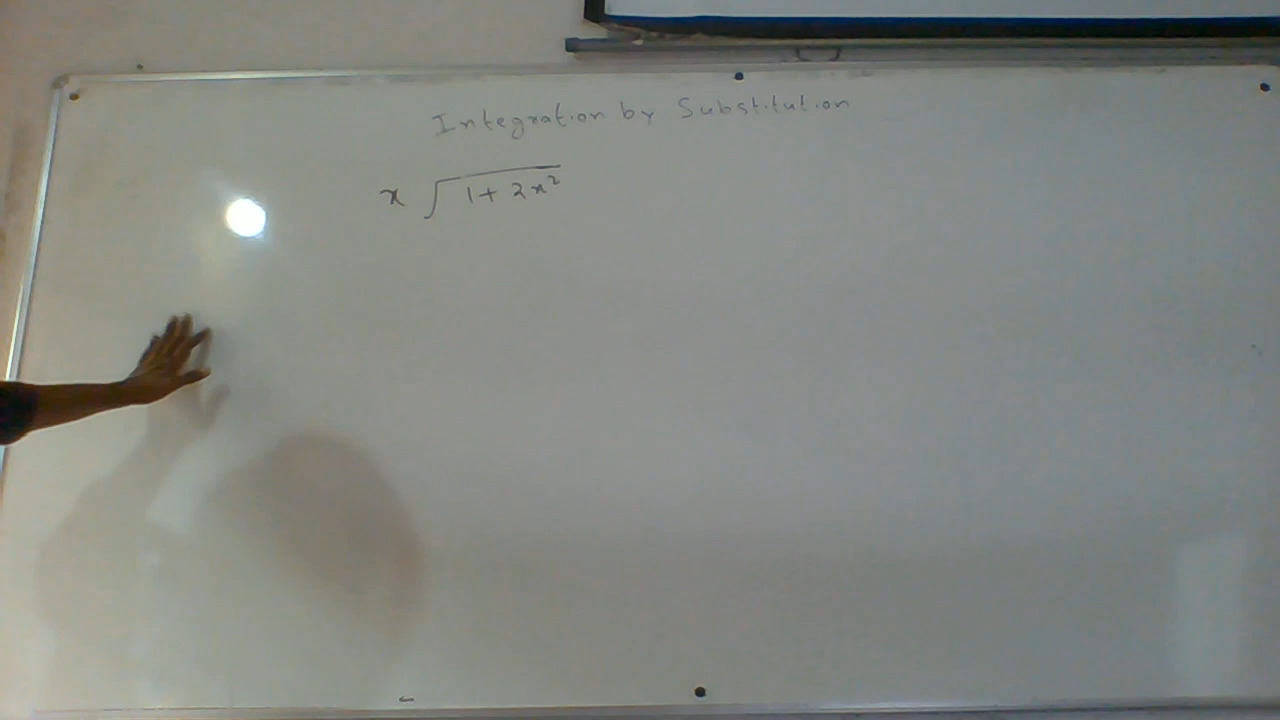 Integration by Substitution
x √(1 + 2x²)